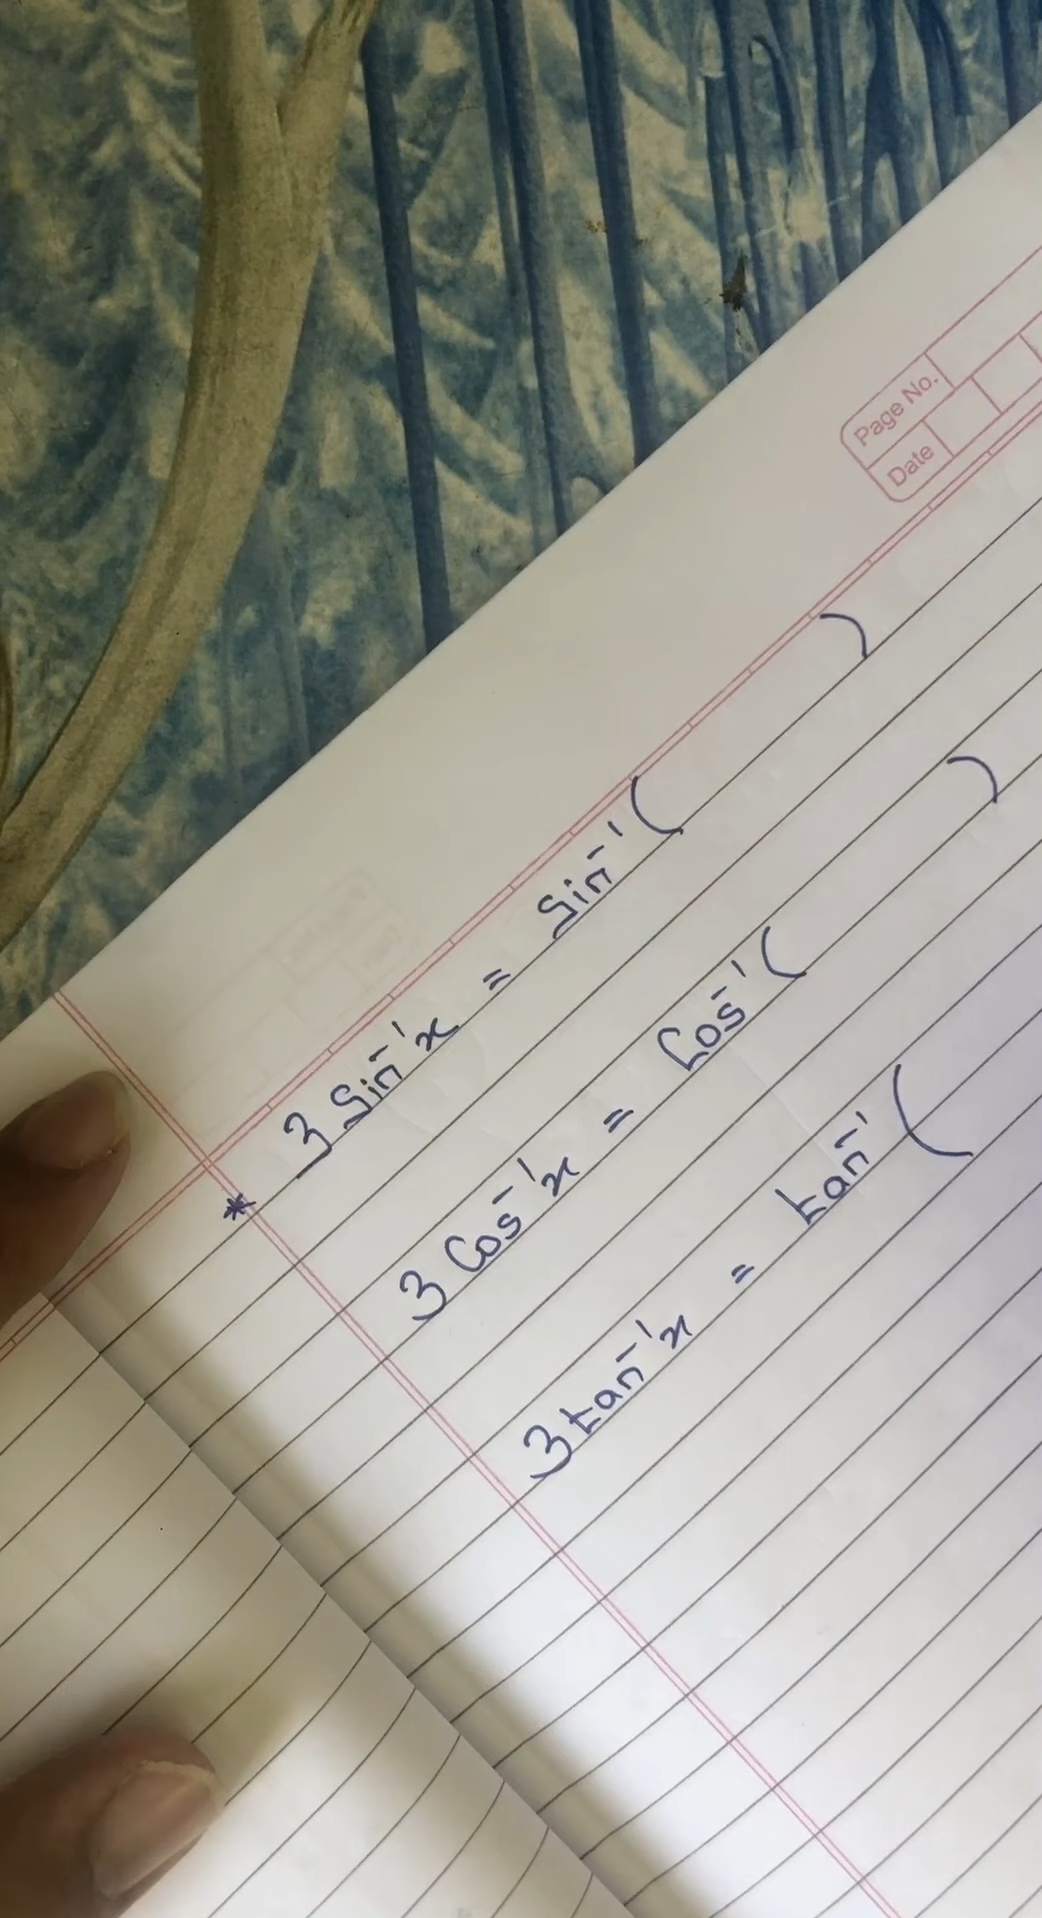 Page No.
Date
* 3 sin⁻¹x = sin⁻¹(        )
3 cos⁻¹x = cos⁻¹(        )
3 tan⁻¹x = tan⁻¹(